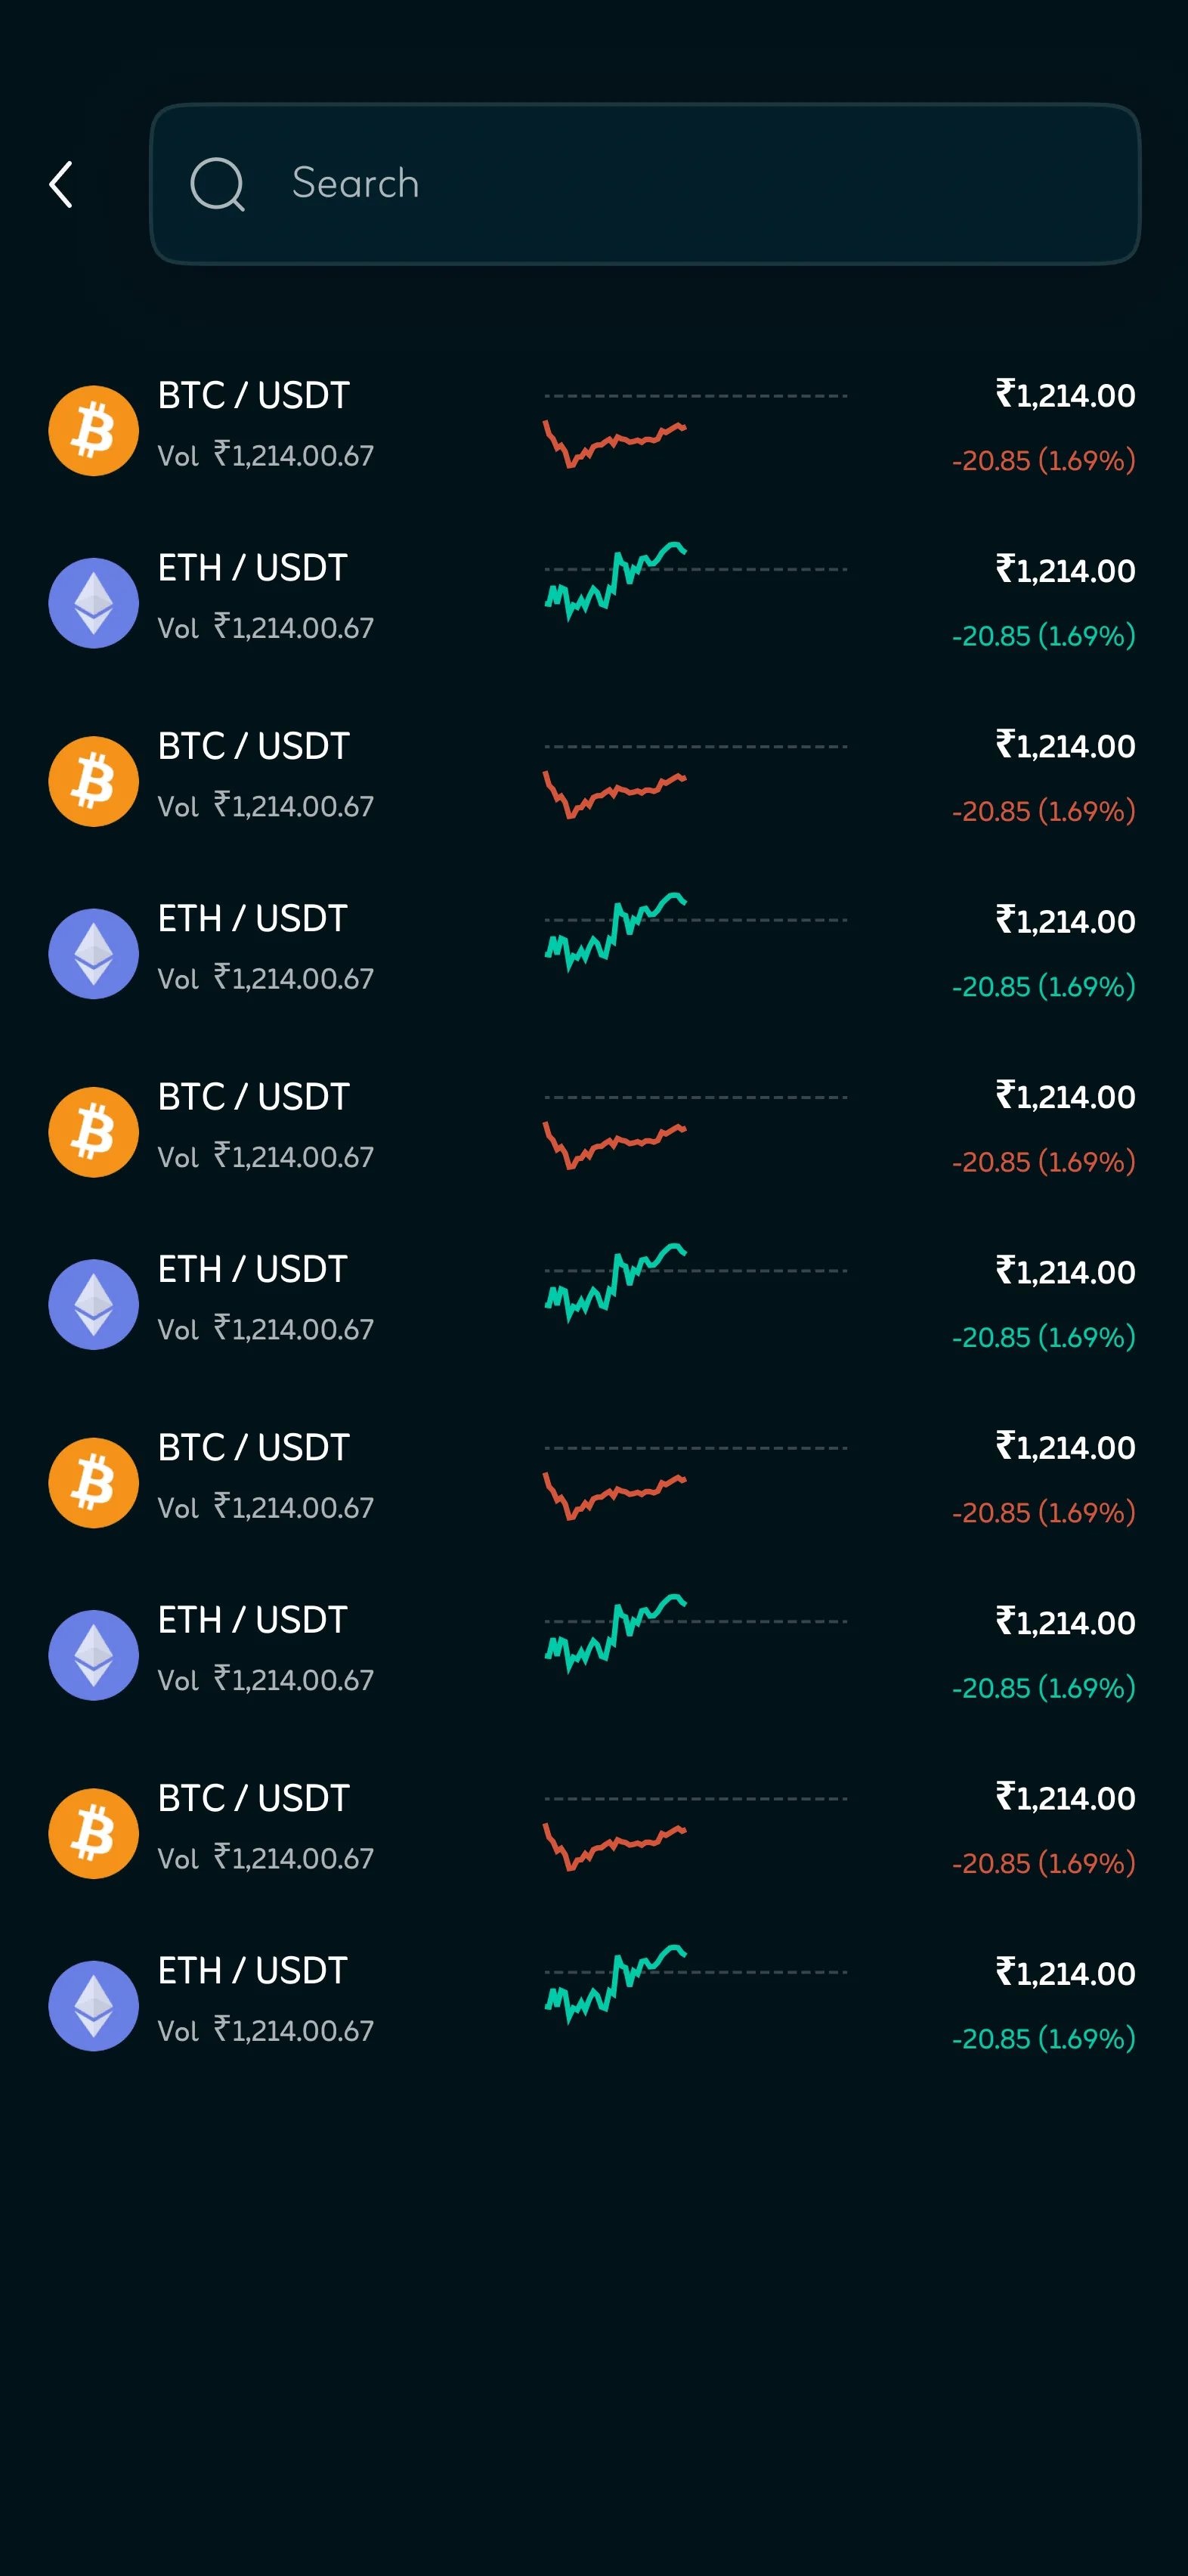 Search
BTC / USDT
Vol ₹1,214.00.67
₹1,214.00
-20.85 (1.69%)
ETH / USDT
Vol ₹1,214.00.67
₹1,214.00
-20.85 (1.69%)
BTC / USDT
Vol ₹1,214.00.67
₹1,214.00
-20.85 (1.69%)
ETH / USDT
Vol ₹1,214.00.67
₹1,214.00
-20.85 (1.69%)
BTC / USDT
Vol ₹1,214.00.67
₹1,214.00
-20.85 (1.69%)
ETH / USDT
Vol ₹1,214.00.67
₹1,214.00
-20.85 (1.69%)
BTC / USDT
Vol ₹1,214.00.67
₹1,214.00
-20.85 (1.69%)
ETH / USDT
Vol ₹1,214.00.67
₹1,214.00
-20.85 (1.69%)
BTC / USDT
Vol ₹1,214.00.67
₹1,214.00
-20.85 (1.69%)
ETH / USDT
Vol ₹1,214.00.67
₹1,214.00
-20.85 (1.69%)